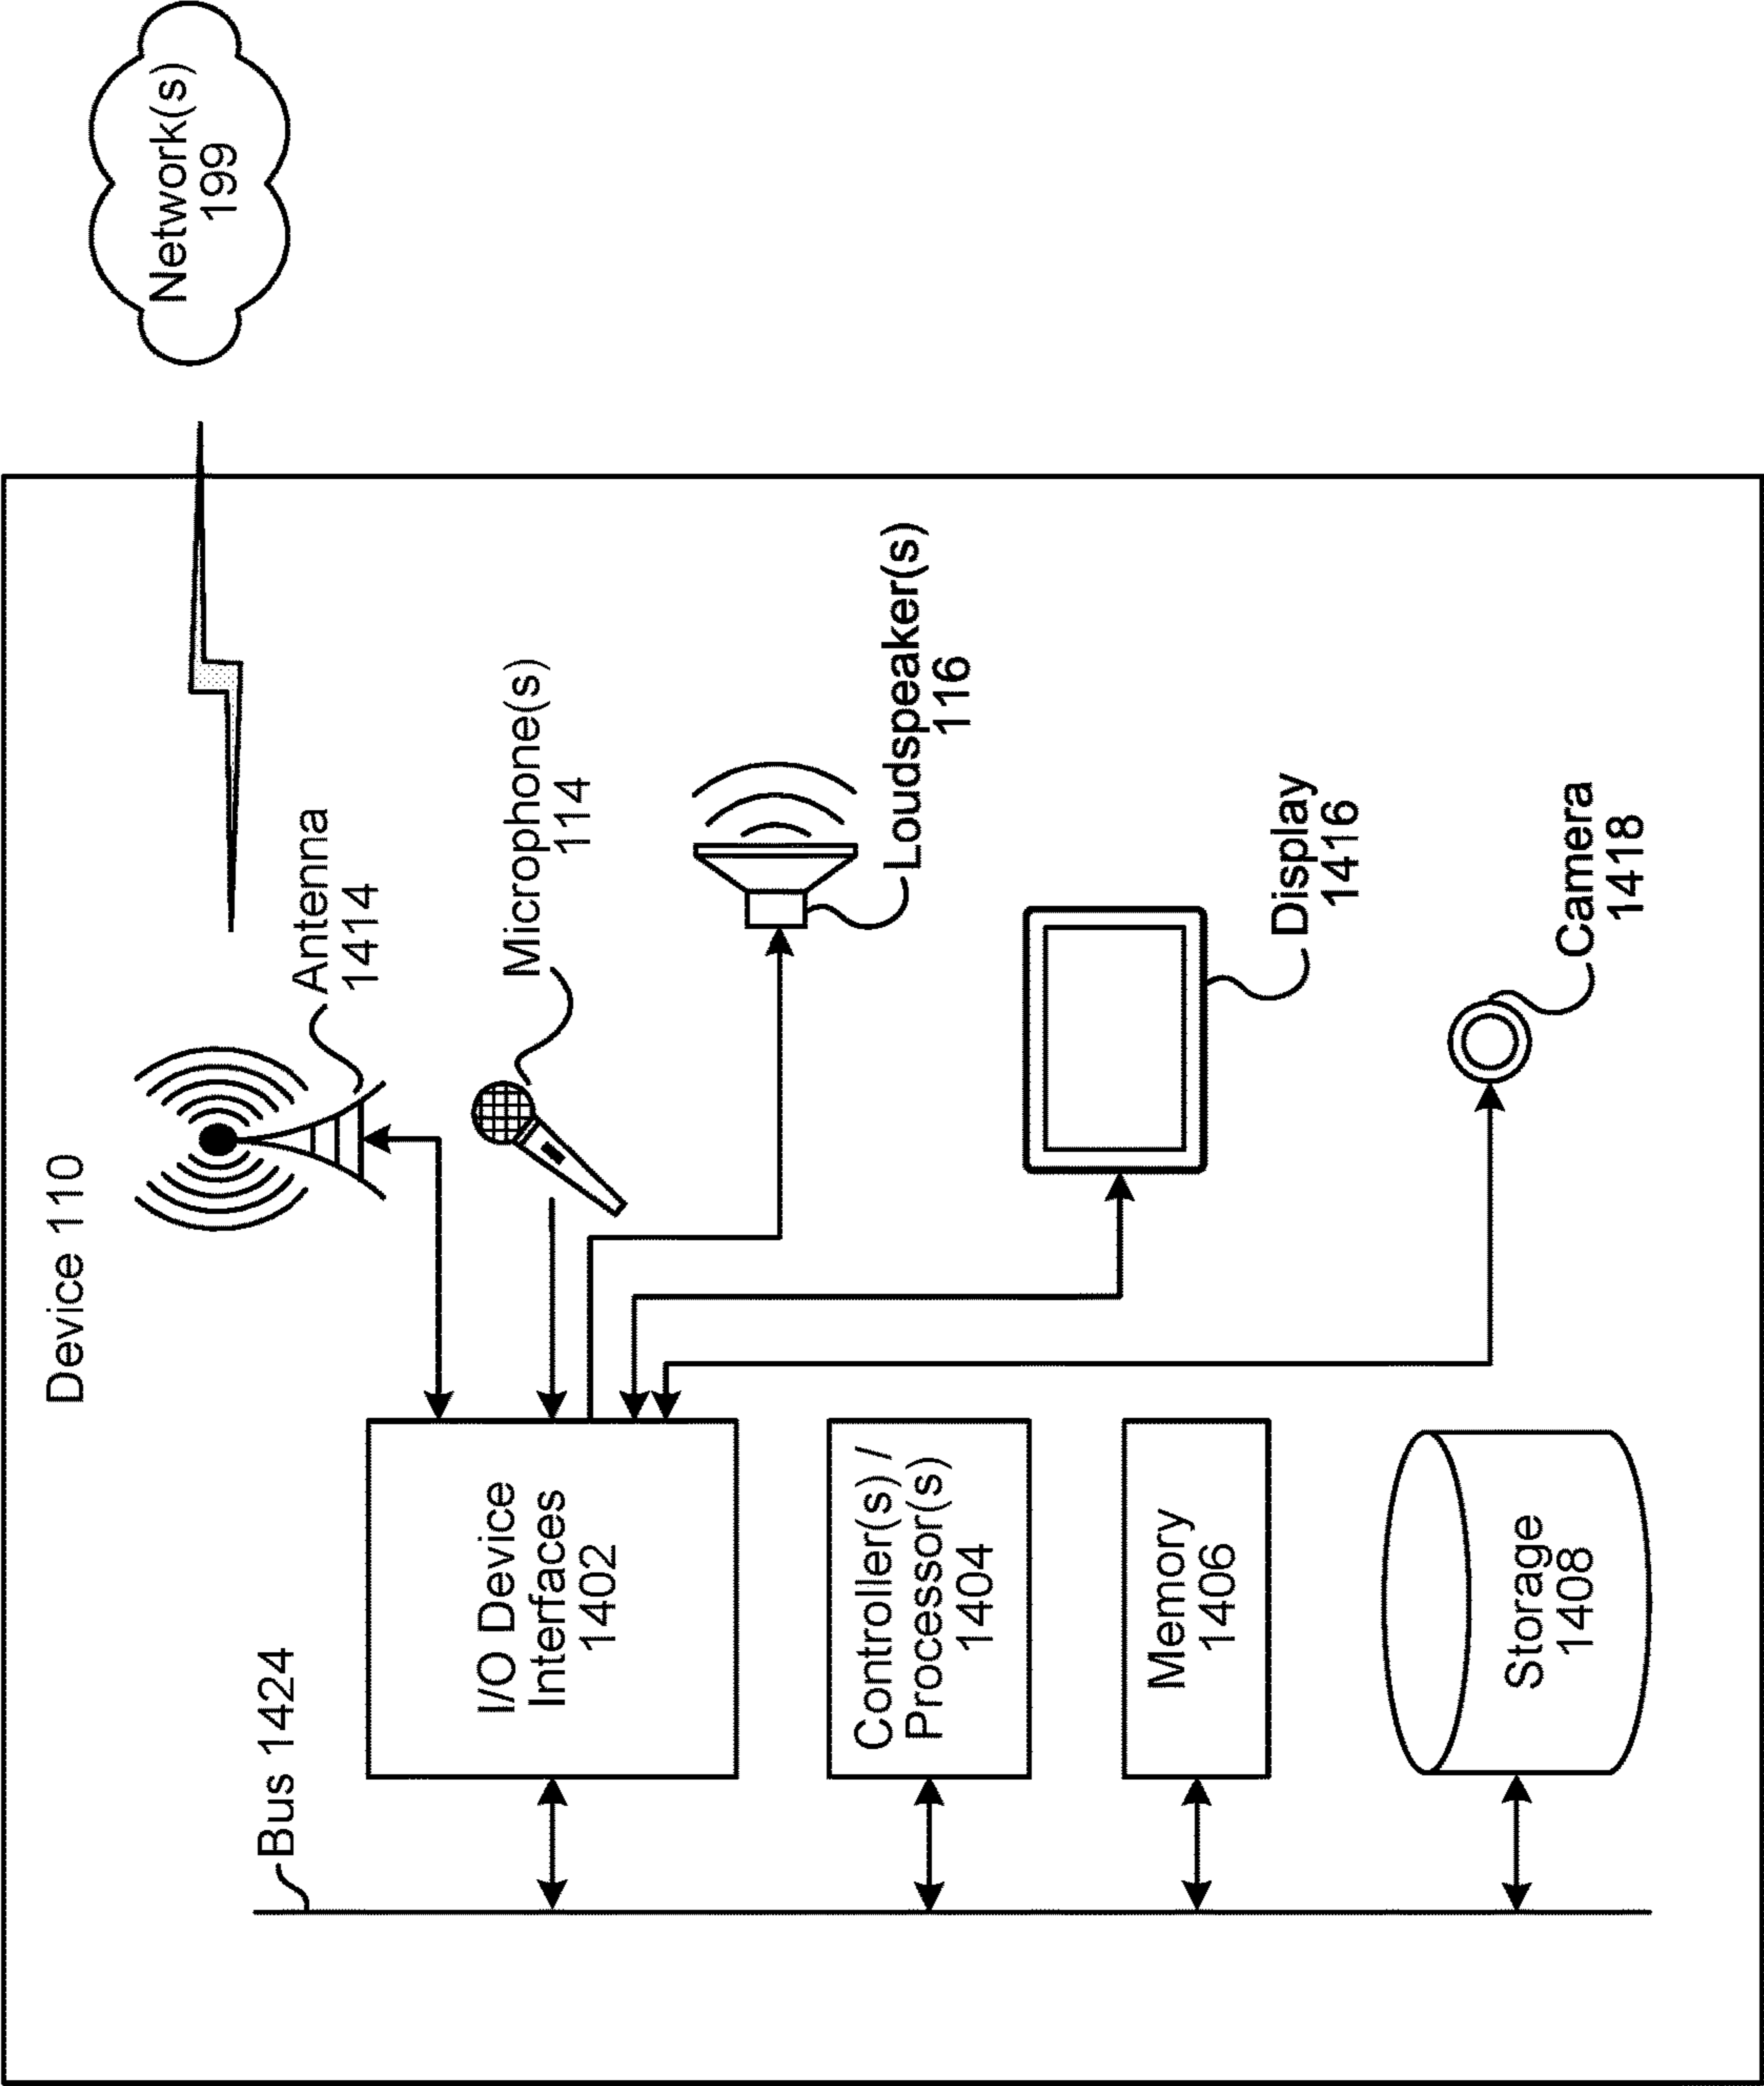 Device 110
Network(s)
199
Bus 1424
Antenna
1414
I/O Device
Interfaces
1402
Microphone(s)
114
Controller(s) /
Processor(s)
1404
Loudspeaker(s)
116
Memory
1406
Display
1416
Storage
1408
Camera
1418